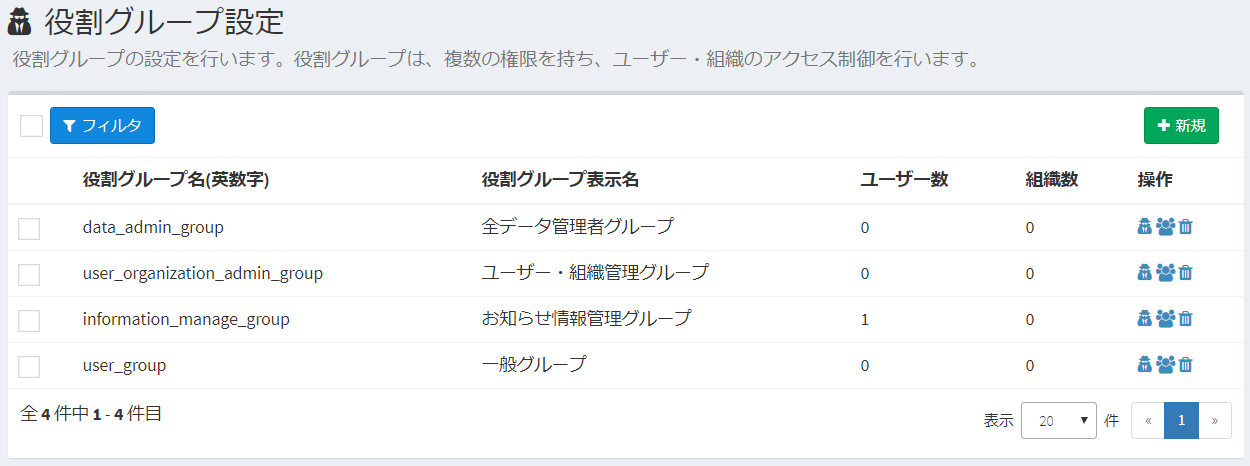 役割グループ設定
役割グループの設定を行います。役割グループは、複数の権限を持ち、ユーザー・組織のアクセス制御を行います。
フィルタ 新規
役割グループ名(英数字) 役割グループ表示名 ユーザー数 組織数 操作
data_admin_group 全データ管理者グループ 0 0
user_organization_admin_group ユーザー・組織管理グループ 0 0
information_manage_group お知らせ情報管理グループ 1 0
user_group 一般グループ 0 0
全 4 件中 1 - 4 件目 表示 20 件 « 1 »